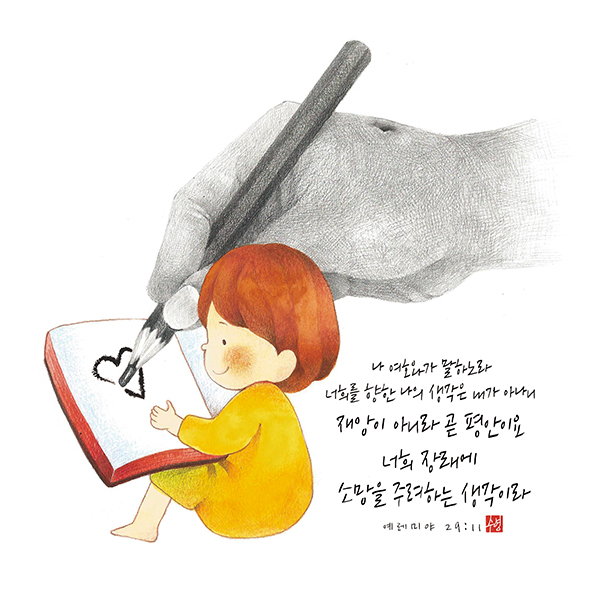 나 여호와가 말하노라
너희를 향한 나의 생각은 내가 아나니
재앙이 아니라 곧 평안이요
너희 장래에
소망을 주려하는 생각이라
예레미야 29:11 수영